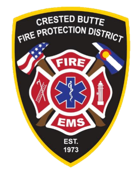 CRESTED BUTTE
FIRE PROTECTION DISTRICT
FIRE
EMS
EST.
1973